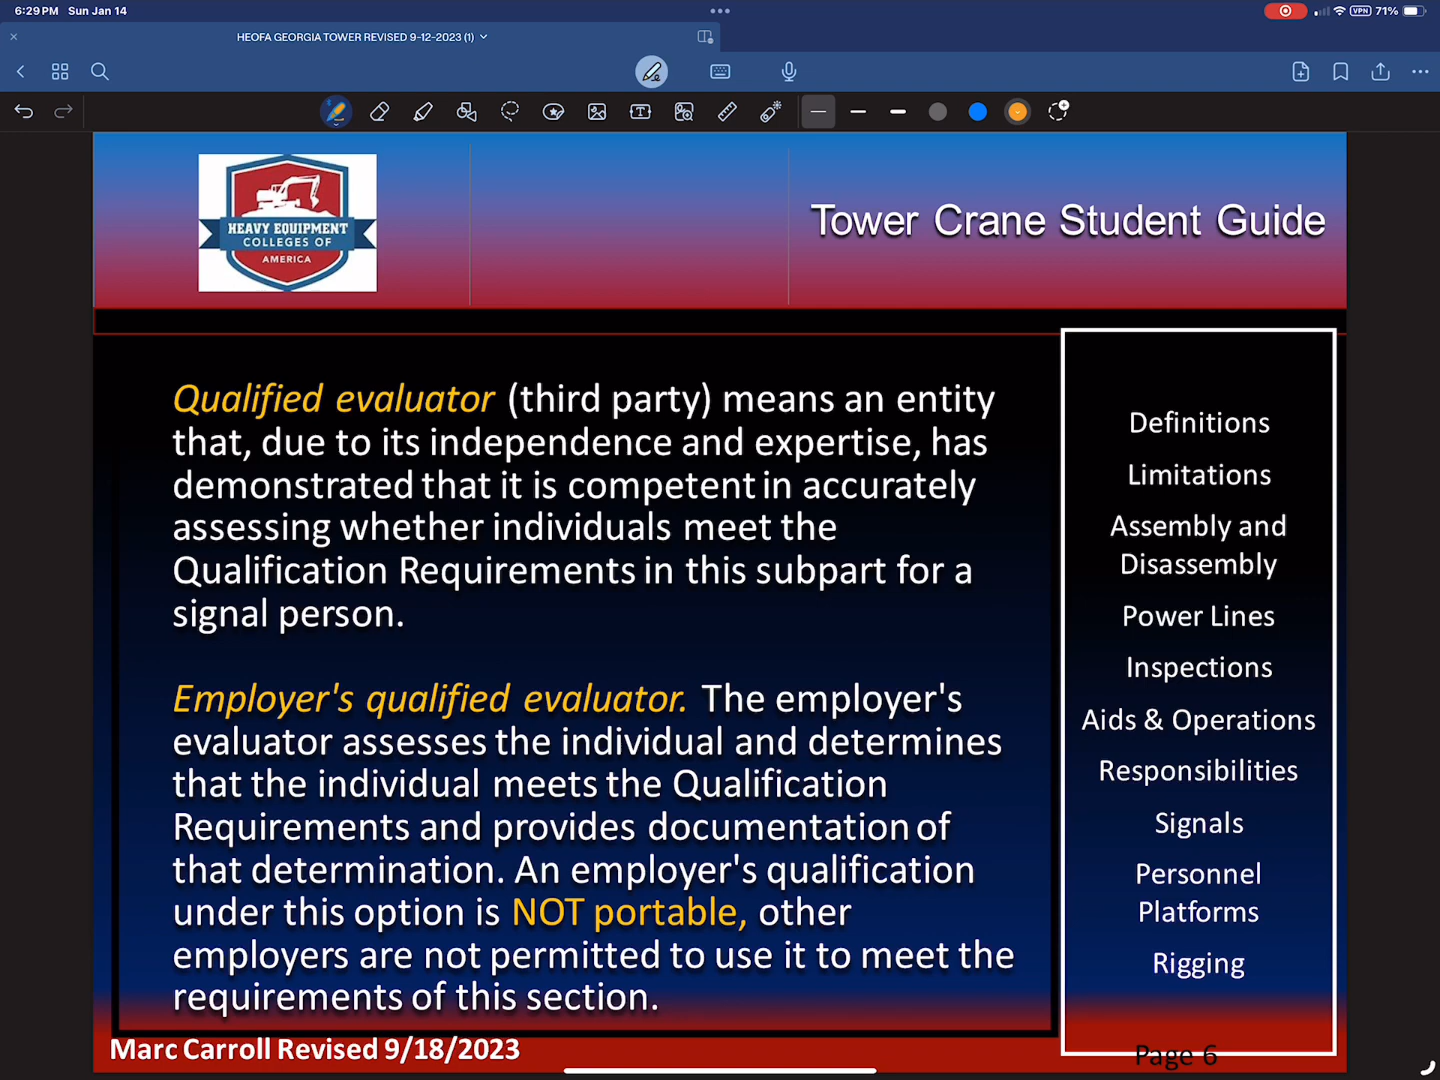 6:29 PM Sun Jan 14
VPN 71%
HEOFA GEORGIA TOWER REVISED 9-12-2023 (1)
HEAVY EQUIPMENT
COLLEGES OF
AMERICA
Tower Crane Student Guide
Qualified evaluator (third party) means an entity
that, due to its independence and expertise, has
demonstrated that it is competent in accurately
assessing whether individuals meet the
Qualification Requirements in this subpart for a
signal person.
Employer's qualified evaluator. The employer's
evaluator assesses the individual and determines
that the individual meets the Qualification
Requirements and provides documentation of
that determination. An employer's qualification
under this option is NOT portable, other
employers are not permitted to use it to meet the
requirements of this section.
Definitions
Limitations
Assembly and
Disassembly
Power Lines
Inspections
Aids & Operations
Responsibilities
Signals
Personnel
Platforms
Rigging
Marc Carroll Revised 9/18/2023
Page 6